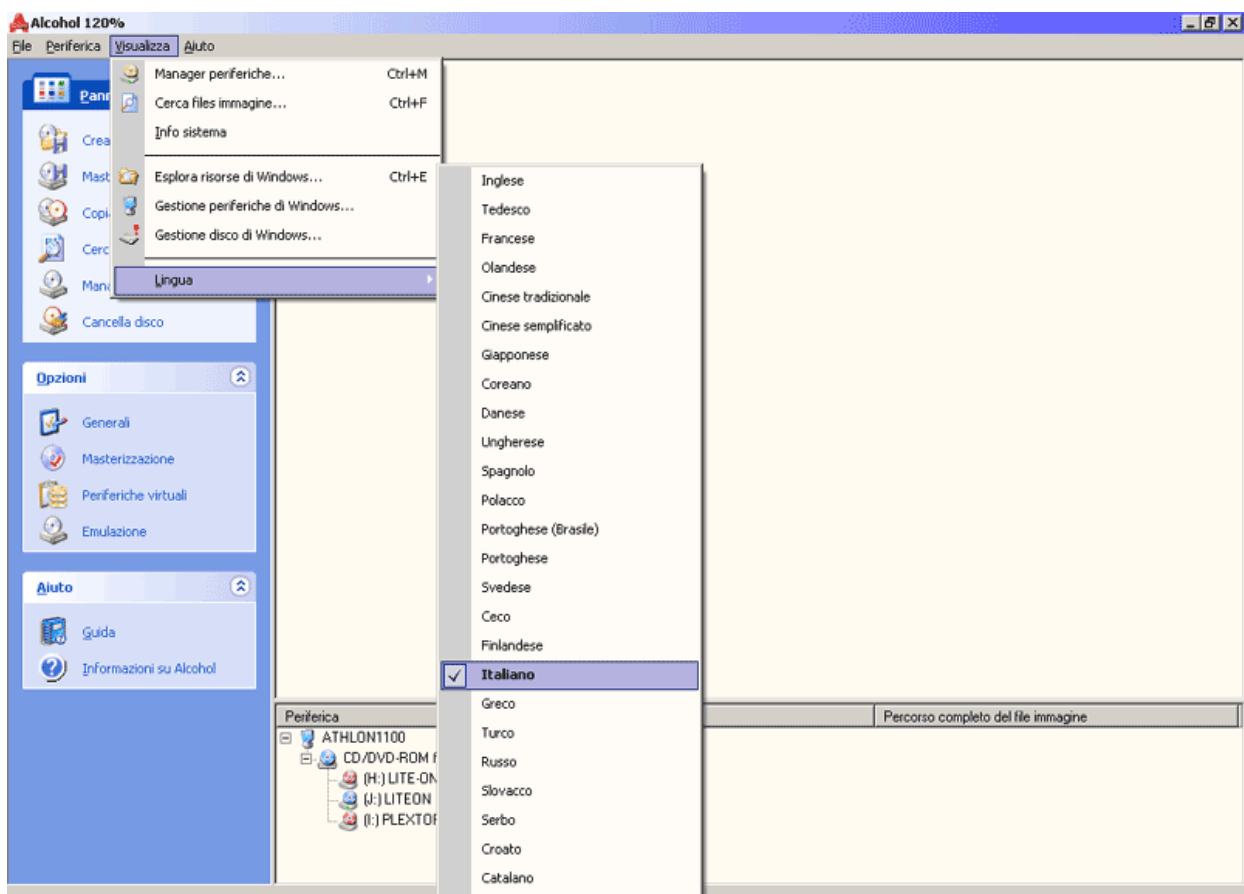 Alcohol 120%
File Periferica Visualizza Aiuto
Manager periferiche... Ctrl+M
Cerca files immagine... Ctrl+F
Info sistema
Esplora risorse di Windows... Ctrl+E
Gestione periferiche di Windows...
Gestione disco di Windows...
Lingua
Cancella disco
Opzioni
Generali
Masterizzazione
Periferiche virtuali
Emulazione
Aiuto
Guida
Informazioni su Alcohol
Inglese
Tedesco
Francese
Olandese
Cinese tradizionale
Cinese semplificato
Giapponese
Coreano
Danese
Ungherese
Spagnolo
Polacco
Portoghese (Brasile)
Portoghese
Svedese
Ceco
Finlandese
Italiano
Greco
Turco
Russo
Slovacco
Serbo
Croato
Catalano
Periferica Percorso completo del file immagine
ATHLON1100
CD/DVD-ROM
(H:) LITE-ON
(J:) LITEON
(I:)